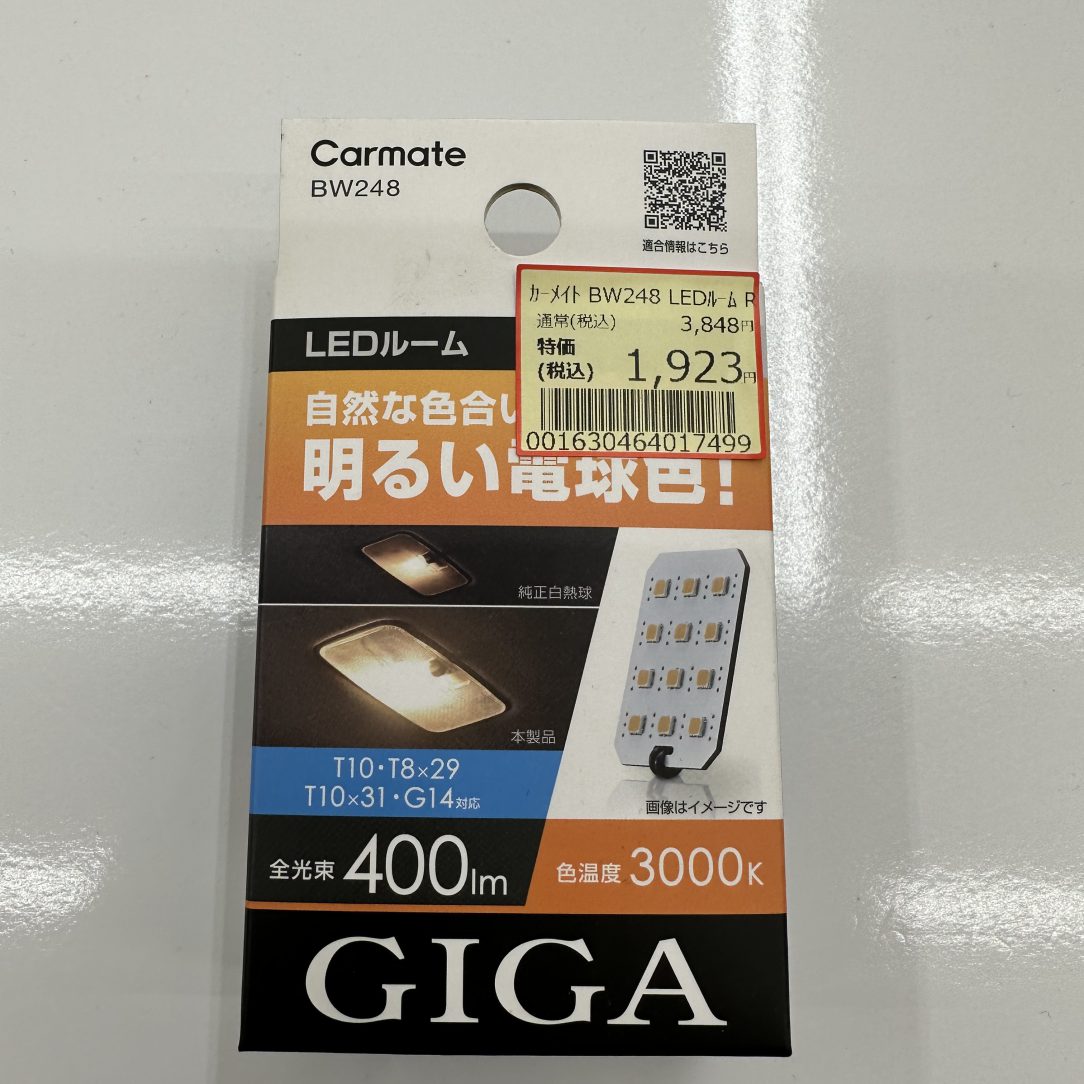 Carmate
BW248
適合情報はこちら
カーメイト BW248 LEDルーム R
通常(税込) 3,848円
特価
(税込) 1,923円
001630464017499
LEDルーム
自然な色合い
明るい電球色!
純正白熱球
本製品
T10・T8×29
T10×31・G14対応
画像はイメージです
全光束 400lm
色温度 3000K
GIGA